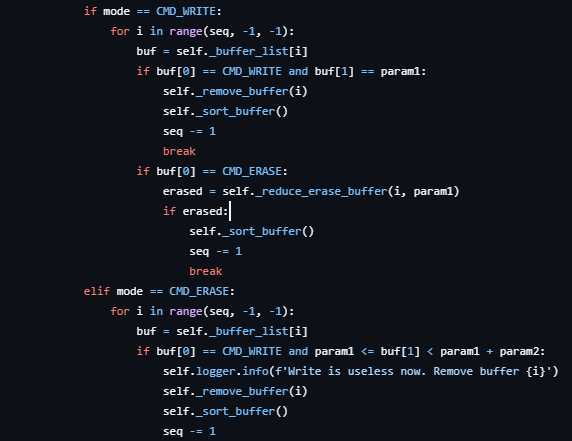 if mode == CMD_WRITE:
for i in range(seq, -1, -1):
buf = self._buffer_list[i]
if buf[0] == CMD_WRITE and buf[1] == param1:
self._remove_buffer(i)
self._sort_buffer()
seq -= 1
break
if buf[0] == CMD_ERASE:
erased = self._reduce_erase_buffer(i, param1)
if erased:
self._sort_buffer()
seq -= 1
break
elif mode == CMD_ERASE:
for i in range(seq, -1, -1):
buf = self._buffer_list[i]
if buf[0] == CMD_WRITE and param1 <= buf[1] < param1 + param2:
self.logger.info(f'Write is useless now. Remove buffer {i}')
self._remove_buffer(i)
self._sort_buffer()
seq -= 1